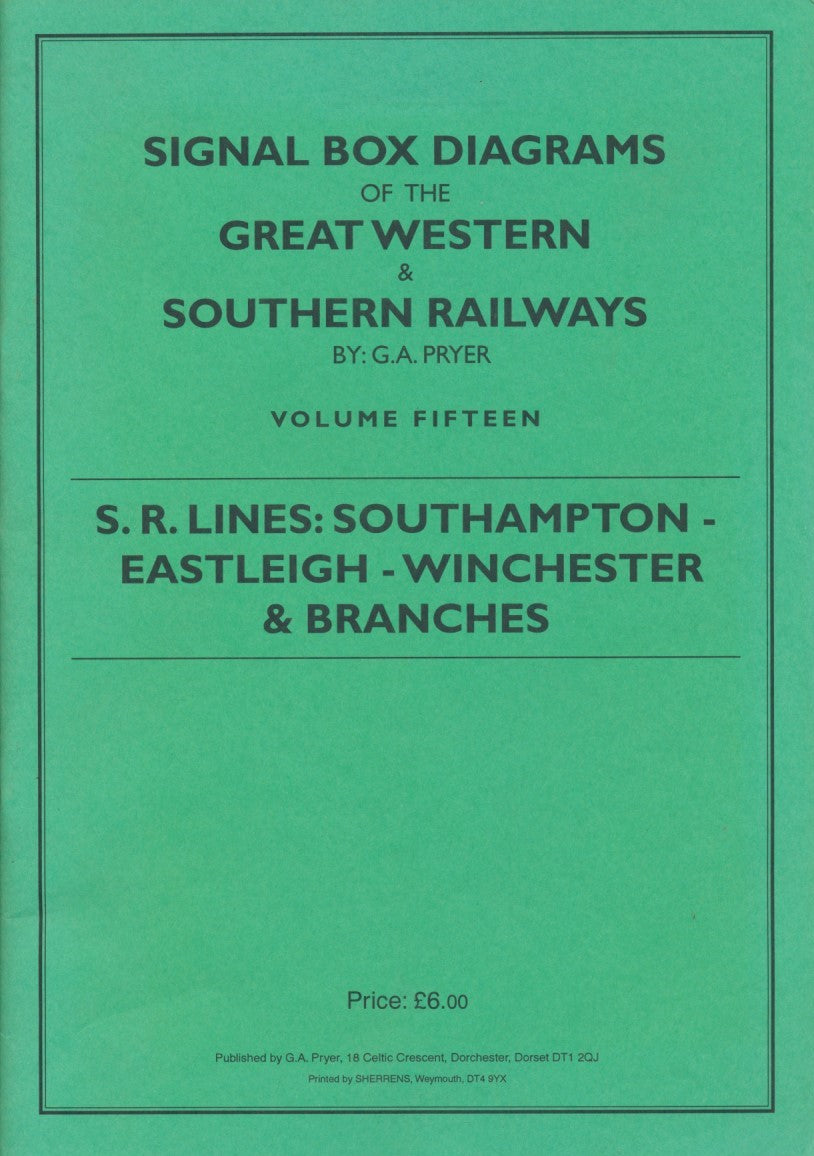 SIGNAL BOX DIAGRAMS
OF THE
GREAT WESTERN
&
SOUTHERN RAILWAYS
BY: G.A. PRYER
VOLUME FIFTEEN
S. R. LINES: SOUTHAMPTON -
EASTLEIGH - WINCHESTER
& BRANCHES
Price: £6.00
Published by G.A. Pryer, 18 Celtic Crescent, Dorchester, Dorset DT1 2QJ
Printed by SHERRENS, Weymouth, DT4 9YX